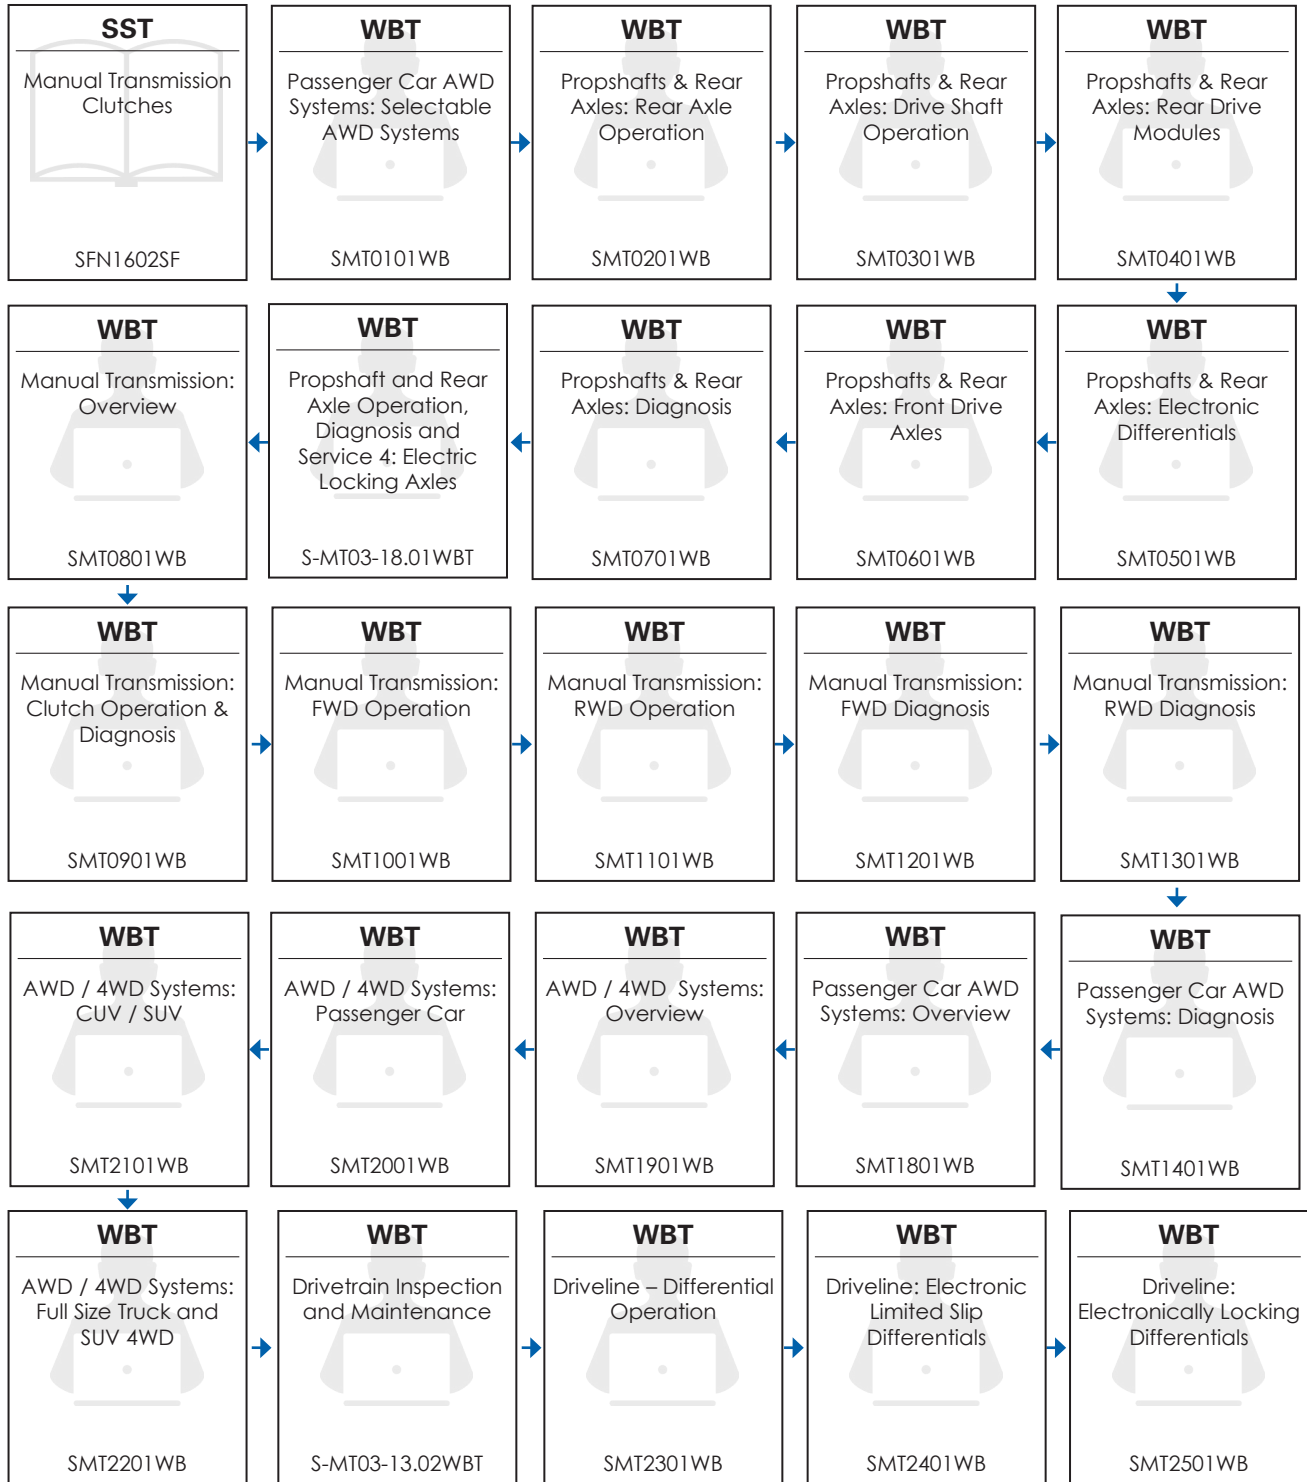 SST
Manual Transmission
Clutches
SFN1602SF
WBT
Passenger Car AWD
Systems: Selectable
AWD Systems
SMT0101WB
WBT
Propshafts & Rear
Axles: Rear Axle
Operation
SMT0201WB
WBT
Propshafts & Rear
Axles: Drive Shaft
Operation
SMT0301WB
WBT
Propshafts & Rear
Axles: Rear Drive
Modules
SMT0401WB
WBT
Manual Transmission:
Overview
SMT0801WB
WBT
Propshaft and Rear
Axle Operation,
Diagnosis and
Service 4: Electric
Locking Axles
S-MT03-18.01WBT
WBT
Propshafts & Rear
Axles: Diagnosis
SMT0701WB
WBT
Propshafts & Rear
Axles: Front Drive
Axles
SMT0601WB
WBT
Propshafts & Rear
Axles: Electronic
Differentials
SMT0501WB
WBT
Manual Transmission:
Clutch Operation &
Diagnosis
SMT0901WB
WBT
Manual Transmission:
FWD Operation
SMT1001WB
WBT
Manual Transmission:
RWD Operation
SMT1101WB
WBT
Manual Transmission:
FWD Diagnosis
SMT1201WB
WBT
Manual Transmission:
RWD Diagnosis
SMT1301WB
WBT
AWD / 4WD Systems:
CUV / SUV
SMT2101WB
WBT
AWD / 4WD Systems:
Passenger Car
SMT2001WB
WBT
AWD / 4WD Systems:
Overview
SMT1901WB
WBT
Passenger Car AWD
Systems: Overview
SMT1801WB
WBT
Passenger Car AWD
Systems: Diagnosis
SMT1401WB
WBT
AWD / 4WD Systems:
Full Size Truck and
SUV 4WD
SMT2201WB
WBT
Drivetrain Inspection
and Maintenance
S-MT03-13.02WBT
WBT
Driveline – Differential
Operation
SMT2301WB
WBT
Driveline: Electronic
Limited Slip
Differentials
SMT2401WB
WBT
Driveline:
Electronically Locking
Differentials
SMT2501WB